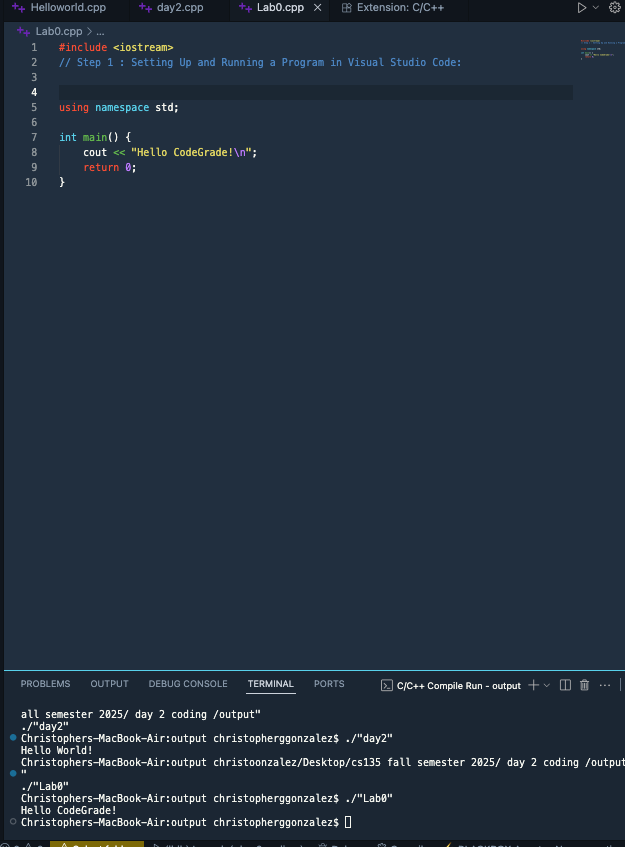 Helloworld.cpp day2.cpp Lab0.cpp Extension: C/C++
Lab0.cpp > ...
1 #include <iostream>
2 // Step 1 : Setting Up and Running a Program in Visual Studio Code:
3
4
5 using namespace std;
6
7 int main() {
8 cout << "Hello CodeGrade!\n";
9 return 0;
10 }
PROBLEMS OUTPUT DEBUG CONSOLE TERMINAL PORTS C/C++ Compile Run - output
all semester 2025/ day 2 coding /output"
./"day2"
Christophers-MacBook-Air:output christopherggonzalez$ ./"day2"
Hello World!
Christophers-MacBook-Air:output christoonzalez/Desktop/cs135 fall semester 2025/ day 2 coding /output
"
./"Lab0"
Christophers-MacBook-Air:output christopherggonzalez$ ./"Lab0"
Hello CodeGrade!
Christophers-MacBook-Air:output christopherggonzalez$